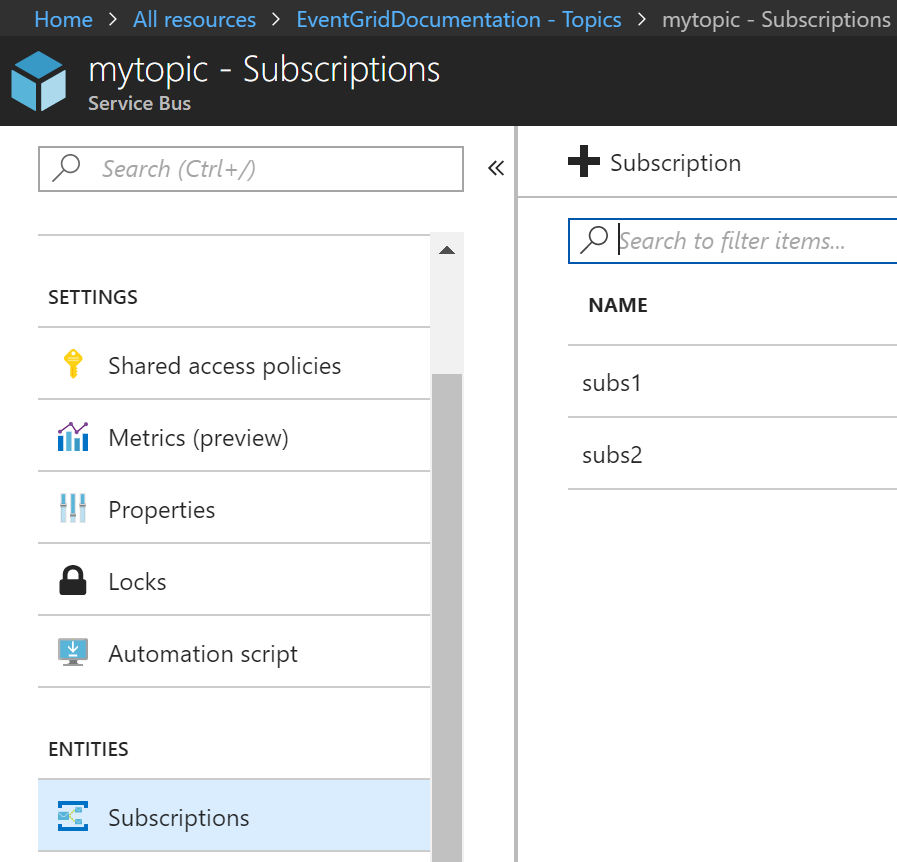 Home > All resources > EventGridDocumentation - Topics > mytopic - Subscriptions
mytopic - Subscriptions
Service Bus
Search (Ctrl+/)
«
SETTINGS
Shared access policies
Metrics (preview)
Properties
Locks
Automation script
ENTITIES
Subscriptions
+ Subscription
Search to filter items...
NAME
subs1
subs2